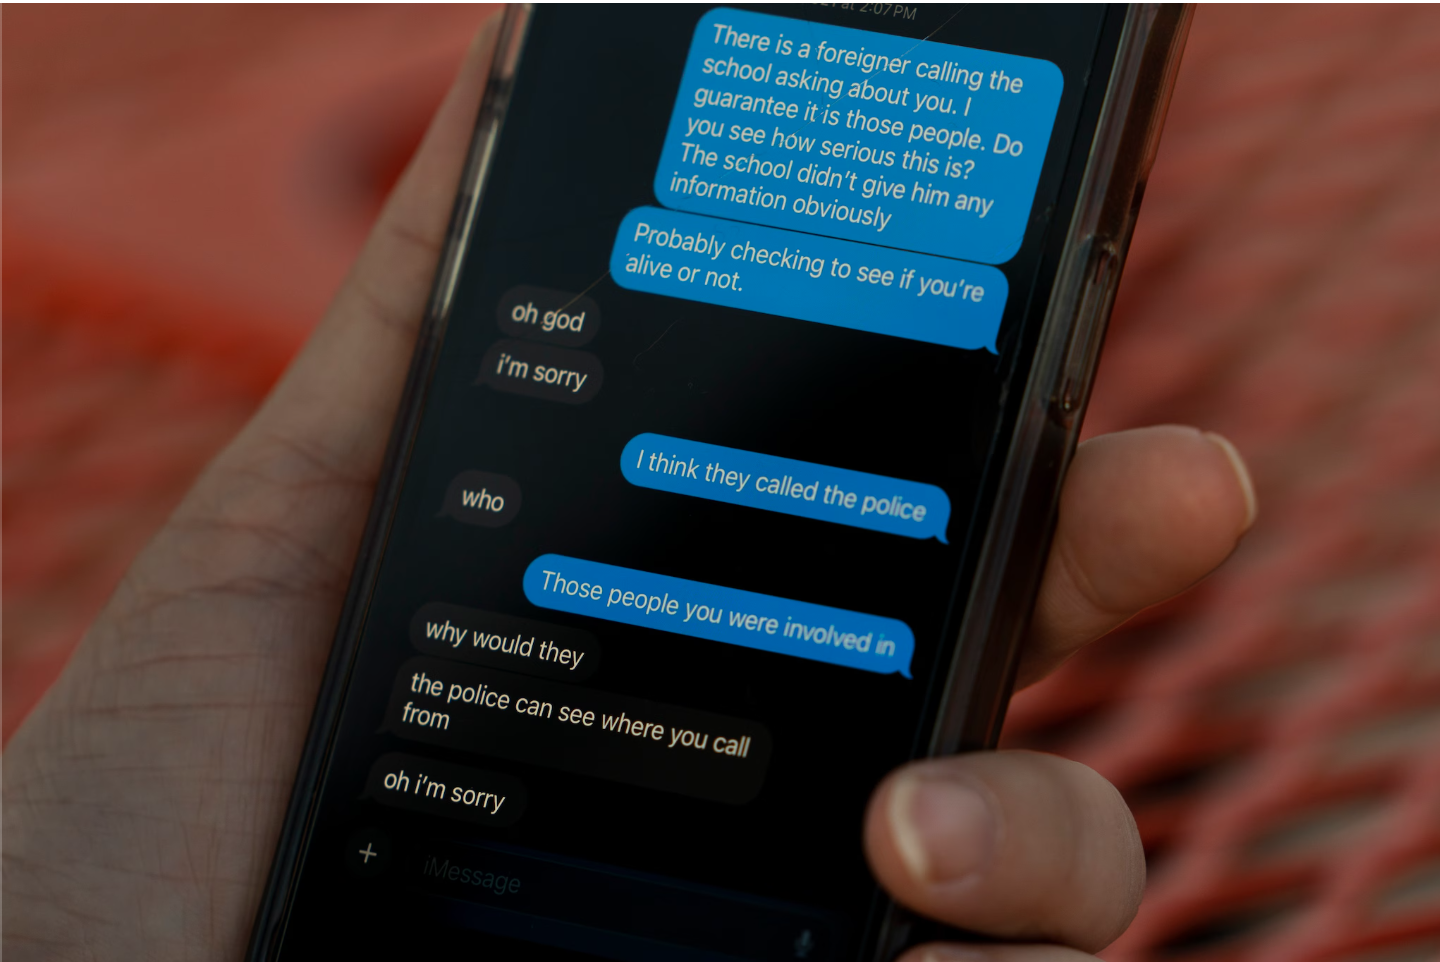 at 2:07 PM
There is a foreigner calling the
school asking about you. I
guarantee it is those people. Do
you see how serious this is?
The school didn't give him any
information obviously
Probably checking to see if you're
alive or not.
oh god
i'm sorry
I think they called the police
who
Those people you were involved in
why would they
the police can see where you call
from
oh i'm sorry
+
iMessage